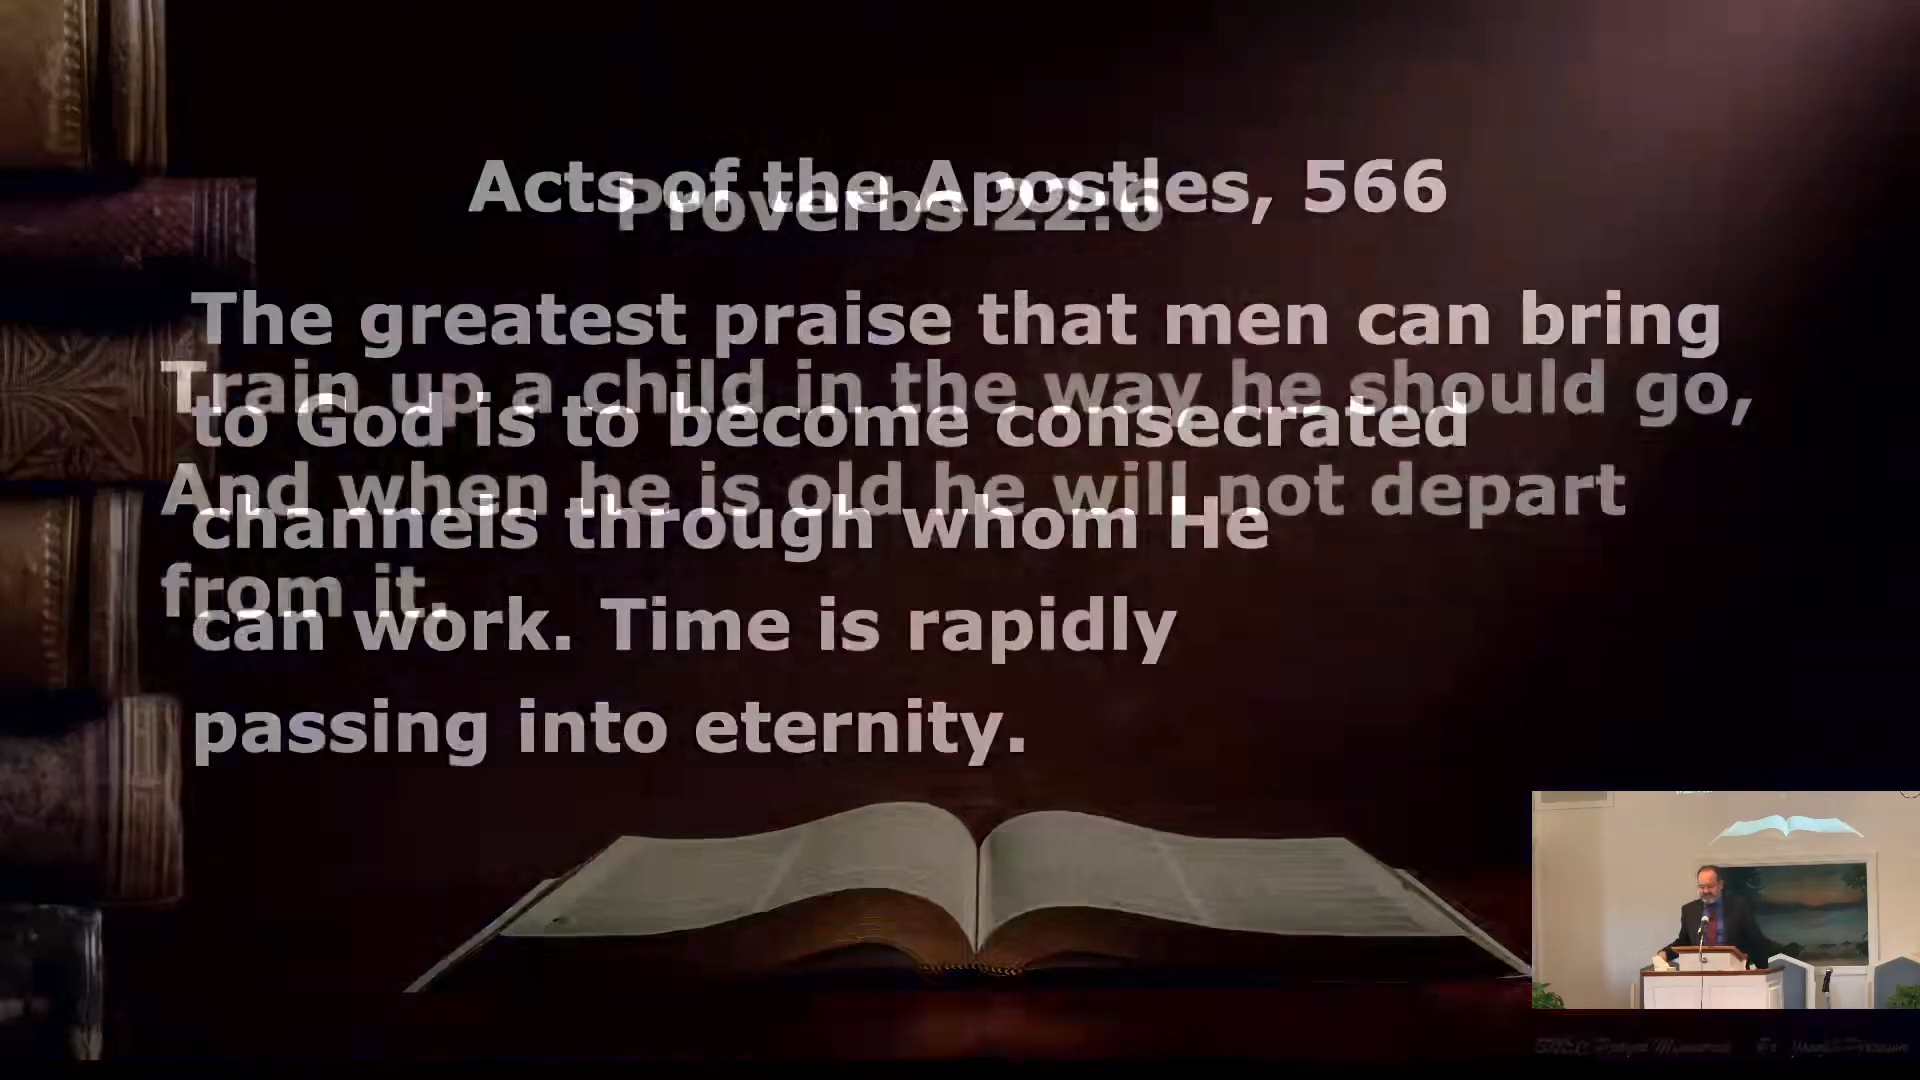 Acts of the Apostles, 566
Proverbs 22:6
The greatest praise that men can bring
Train up a child in the way he should go,
to God is to become consecrated
And when he is old he will not depart
channels through whom He
from it.
can work. Time is rapidly
passing into eternity.